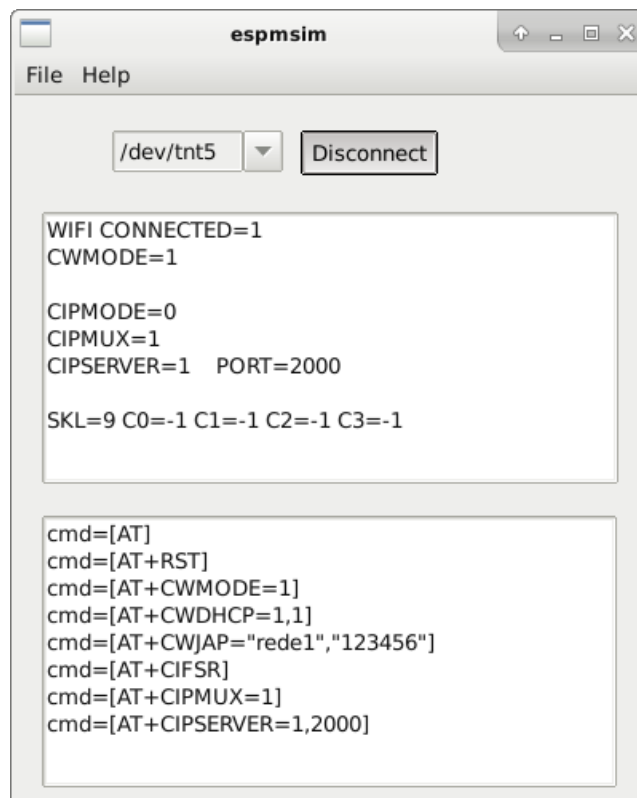 espmsim
File Help
/dev/tnt5 Disconnect
WIFI CONNECTED=1
CWMODE=1
CIPMODE=0
CIPMUX=1
CIPSERVER=1 PORT=2000
SKL=9 C0=-1 C1=-1 C2=-1 C3=-1
cmd=[AT]
cmd=[AT+RST]
cmd=[AT+CWMODE=1]
cmd=[AT+CWDHCP=1,1]
cmd=[AT+CWJAP="rede1","123456"]
cmd=[AT+CIFSR]
cmd=[AT+CIPMUX=1]
cmd=[AT+CIPSERVER=1,2000]